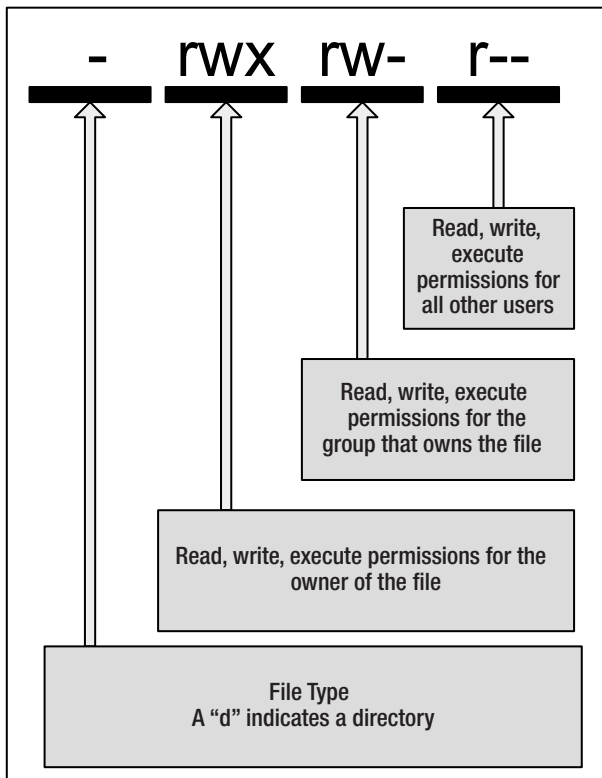 - rwx rw- r--
Read, write,
execute
permissions for
all other users
Read, write, execute
permissions for the
group that owns the file
Read, write, execute permissions for the
owner of the file
File Type
A “d” indicates a directory